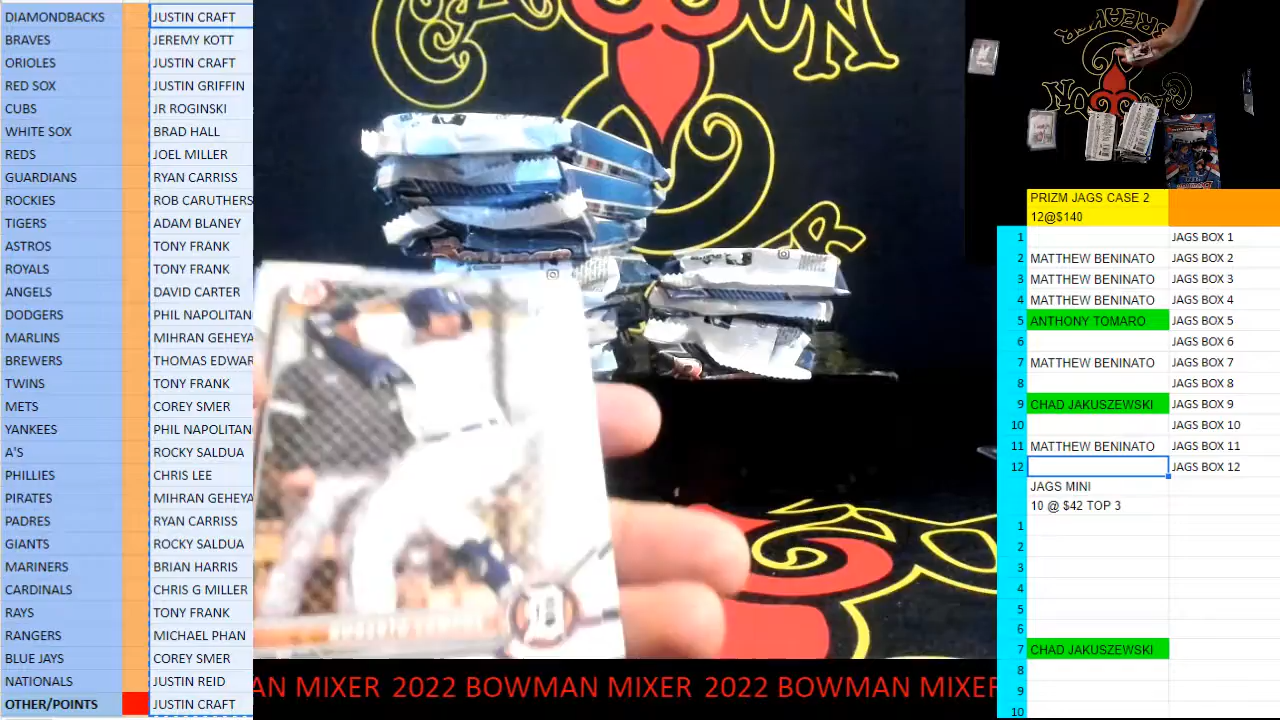 DIAMONDBACKS JUSTIN CRAFT
BRAVES JEREMY KOTT
ORIOLES JUSTIN CRAFT
RED SOX JUSTIN GRIFFIN
CUBS JR ROGINSKI
WHITE SOX BRAD HALL
REDS JOEL MILLER
GUARDIANS RYAN CARRISS
ROCKIES ROB CARUTHERS
TIGERS ADAM BLANEY
ASTROS TONY FRANK
ROYALS TONY FRANK
ANGELS DAVID CARTER
DODGERS PHIL NAPOLITAN
MARLINS MIHRAN GEHEYA
BREWERS THOMAS EDWAR
TWINS TONY FRANK
METS COREY SMER
YANKEES PHIL NAPOLITAN
A'S ROCKY SALDUA
PHILLIES CHRIS LEE
PIRATES MIHRAN GEHEYA
PADRES RYAN CARRISS
GIANTS ROCKY SALDUA
MARINERS BRIAN HARRIS
CARDINALS CHRIS G MILLER
RAYS TONY FRANK
RANGERS MICHAEL PHAN
BLUE JAYS COREY SMER
NATIONALS JUSTIN REID
OTHER/POINTS JUSTIN CRAFT
AN MIXER 2022 BOWMAN MIXER 2022 BOWMAN MIXER
BREAKER
PRIZM JAGS CASE 2
12@$140
1 JAGS BOX 1
2 MATTHEW BENINATO JAGS BOX 2
3 MATTHEW BENINATO JAGS BOX 3
4 MATTHEW BENINATO JAGS BOX 4
5 ANTHONY TOMARO JAGS BOX 5
6 JAGS BOX 6
7 MATTHEW BENINATO JAGS BOX 7
8 JAGS BOX 8
9 CHAD JAKUSZEWSKI JAGS BOX 9
10 JAGS BOX 10
11 MATTHEW BENINATO JAGS BOX 11
12 JAGS BOX 12
JAGS MINI
10 @ $42 TOP 3
1
2
3
4
5
6
7 CHAD JAKUSZEWSKI
8
9
10